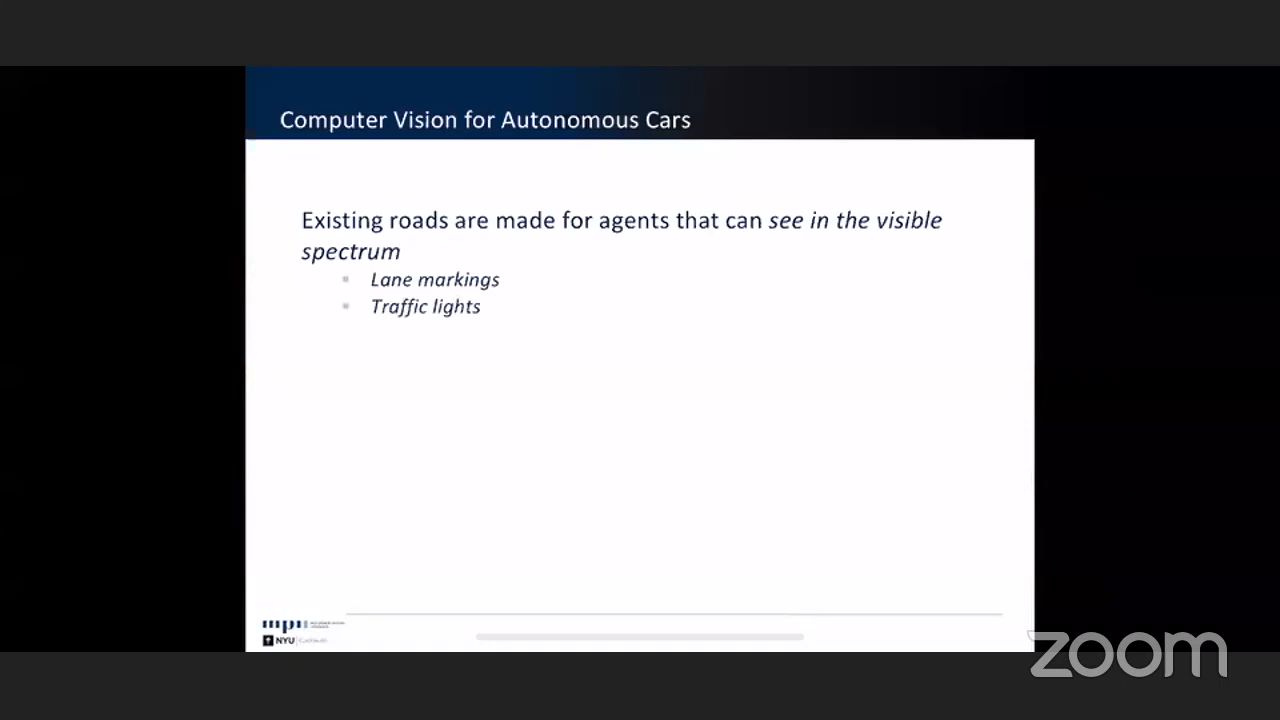 Computer Vision for Autonomous Cars
Existing roads are made for agents that can see in the visible
spectrum
Lane markings
Traffic lights
NYU
zoom